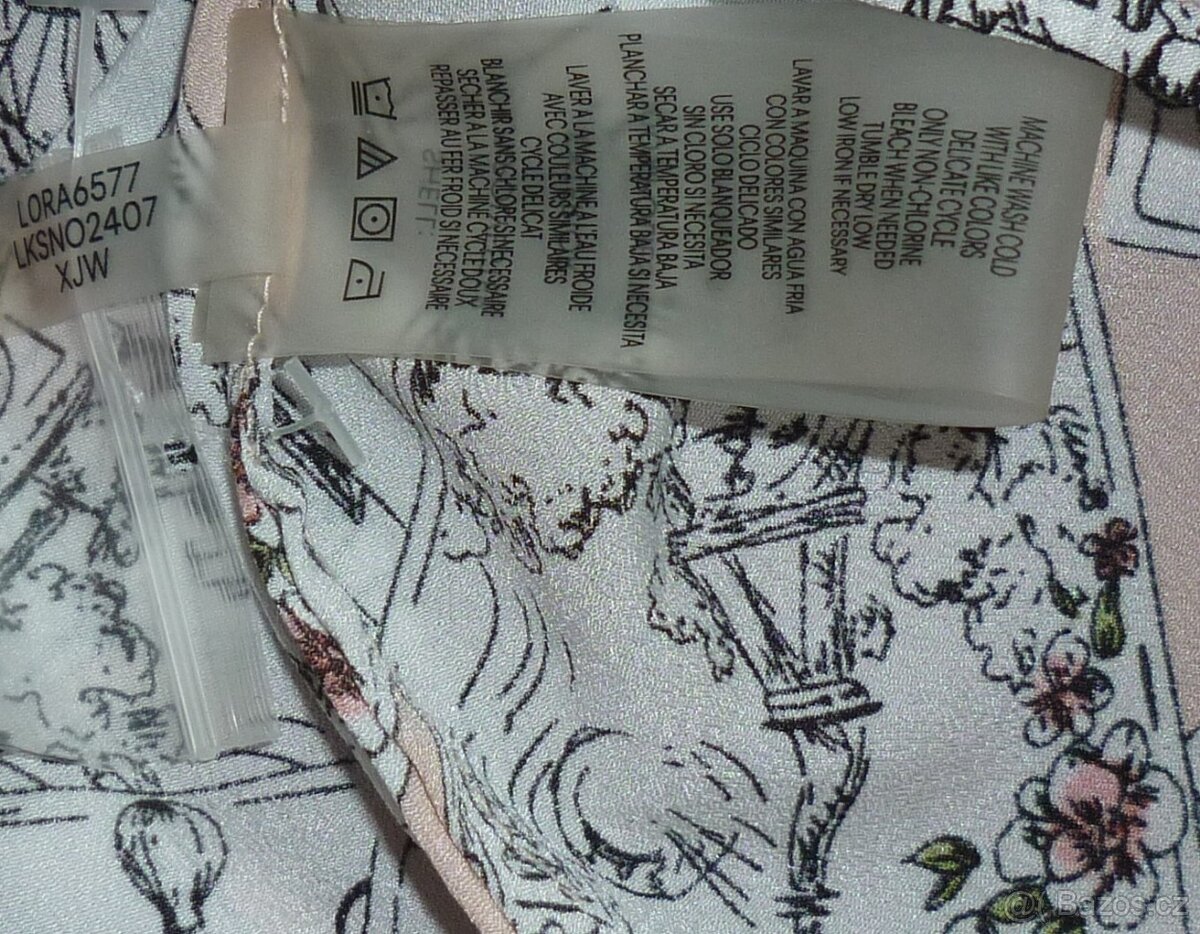 LORA6577
LKSNO2407
XJW
MACHINE WASH COLD
WITH LIKE COLORS
DELICATE CYCLE
ONLY NON-CHLORINE
BLEACH WHEN NEEDED
TUMBLE DRY LOW
LOW IRON IF NECESSARY
LAVAR A MAQUINA CON AGUA FRIA
CON COLORES SIMILARES
CICLO DELICADO
USE SOLO BLANQUEADOR
SIN CLORO SI NECESITA
SECAR A TEMPERATURA BAJA
PLANCHAR A TEMPERATURA BAJA SI NECESITA
LAVER A LA MACHINE A L'EAU FROIDE
AVEC COULEURS SIMILAIRES
CYCLE DELICAT
BLANCHIR SANS CHLORE SI NECESSAIRE
SECHER A LA MACHINE CYCLE DOUX
REPASSER AU FER FROID SI NECESSAIRE
Bazos.cz